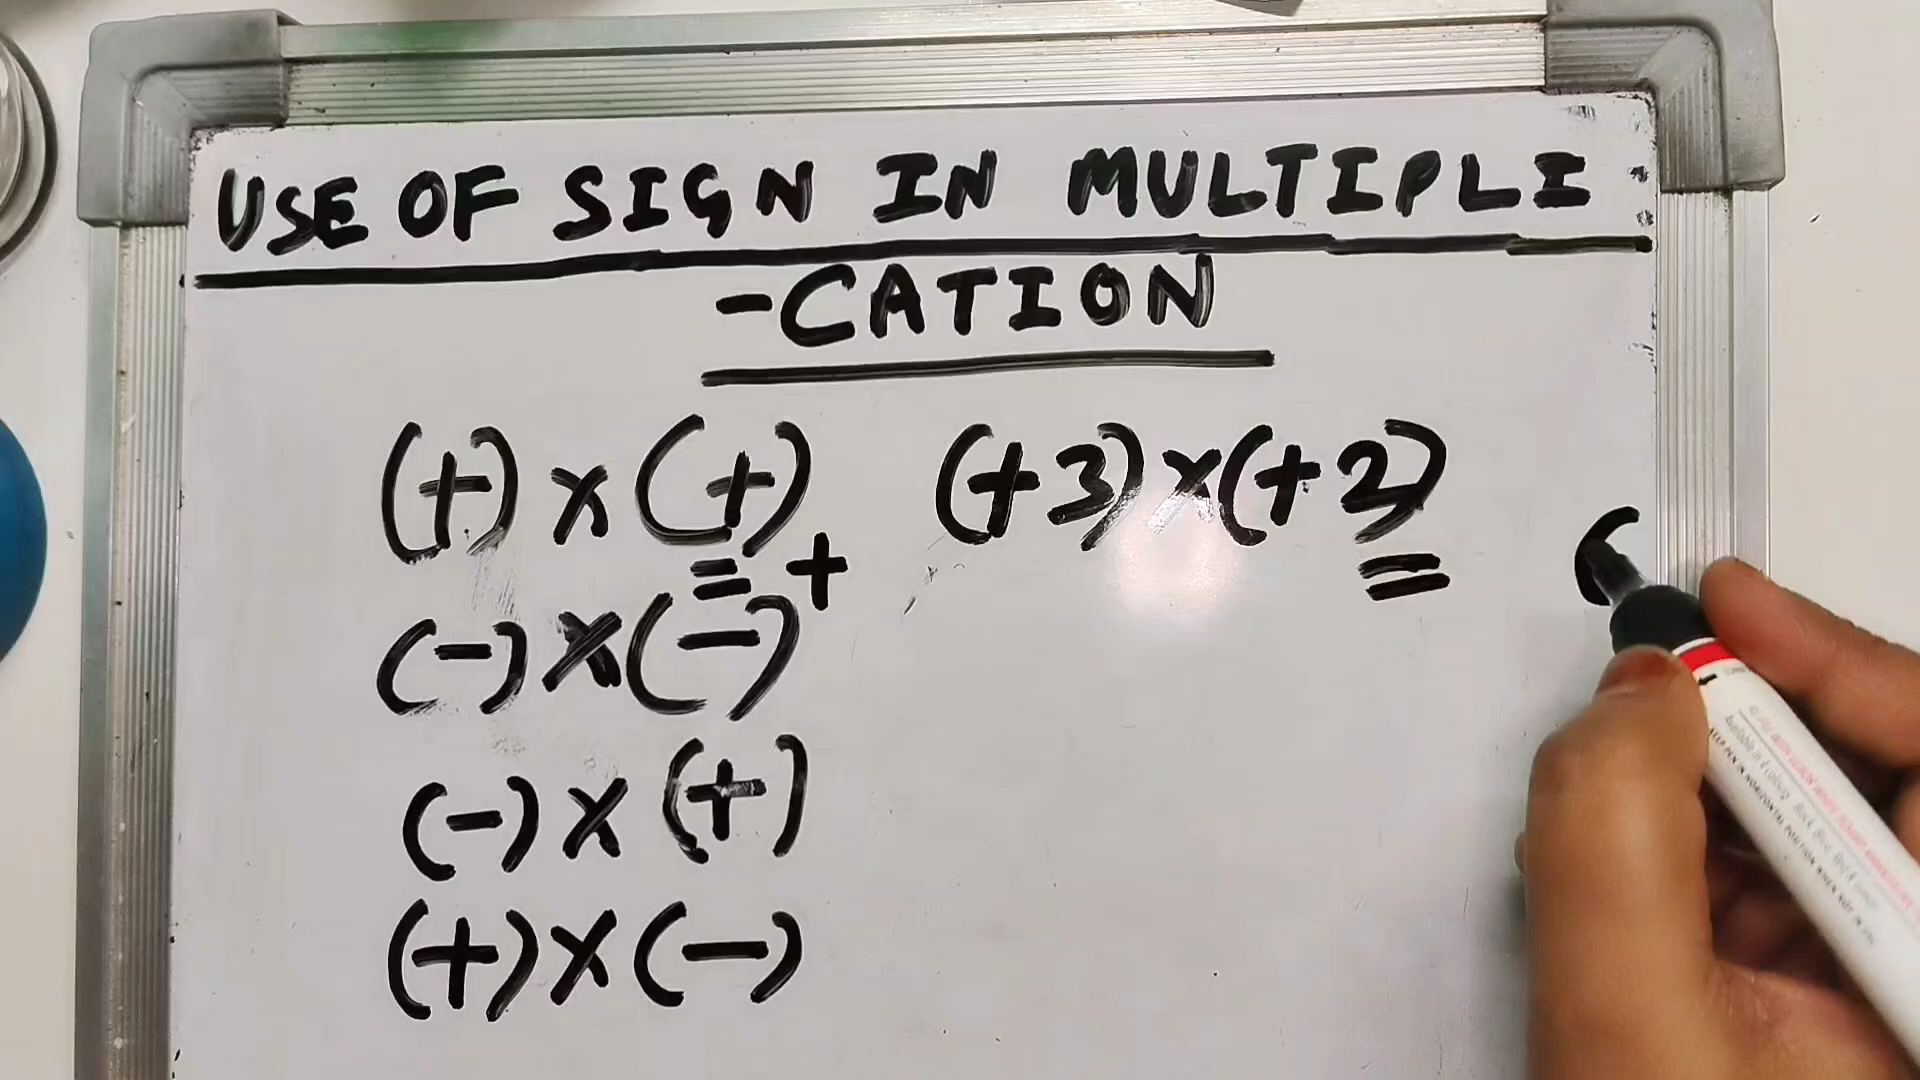 USE OF SIGN IN MULTIPLI
-CATION
(+) × (+) = +
(+3) × (+2) =
(-) × (-)
(-) × (+)
(+) × (-)